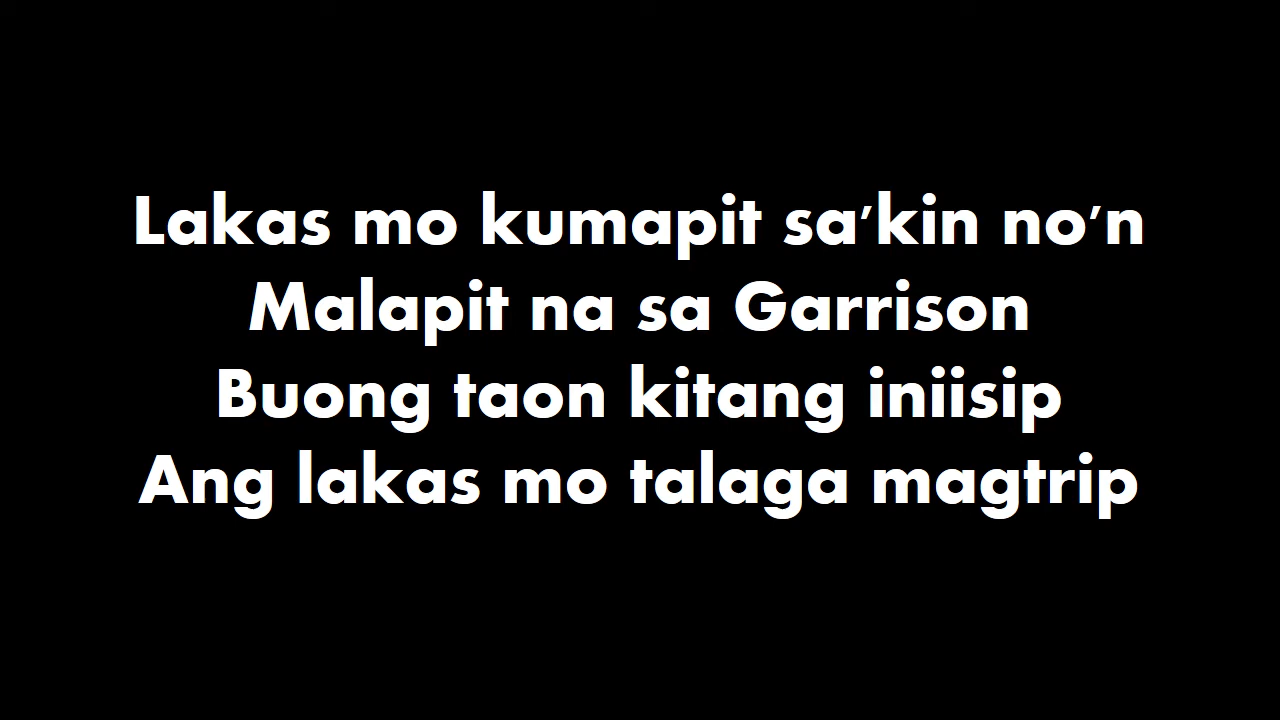 Lakas mo kumapit sa'kin no'n
Malapit na sa Garrison
Buong taon kitang iniisip
Ang lakas mo talaga magtrip